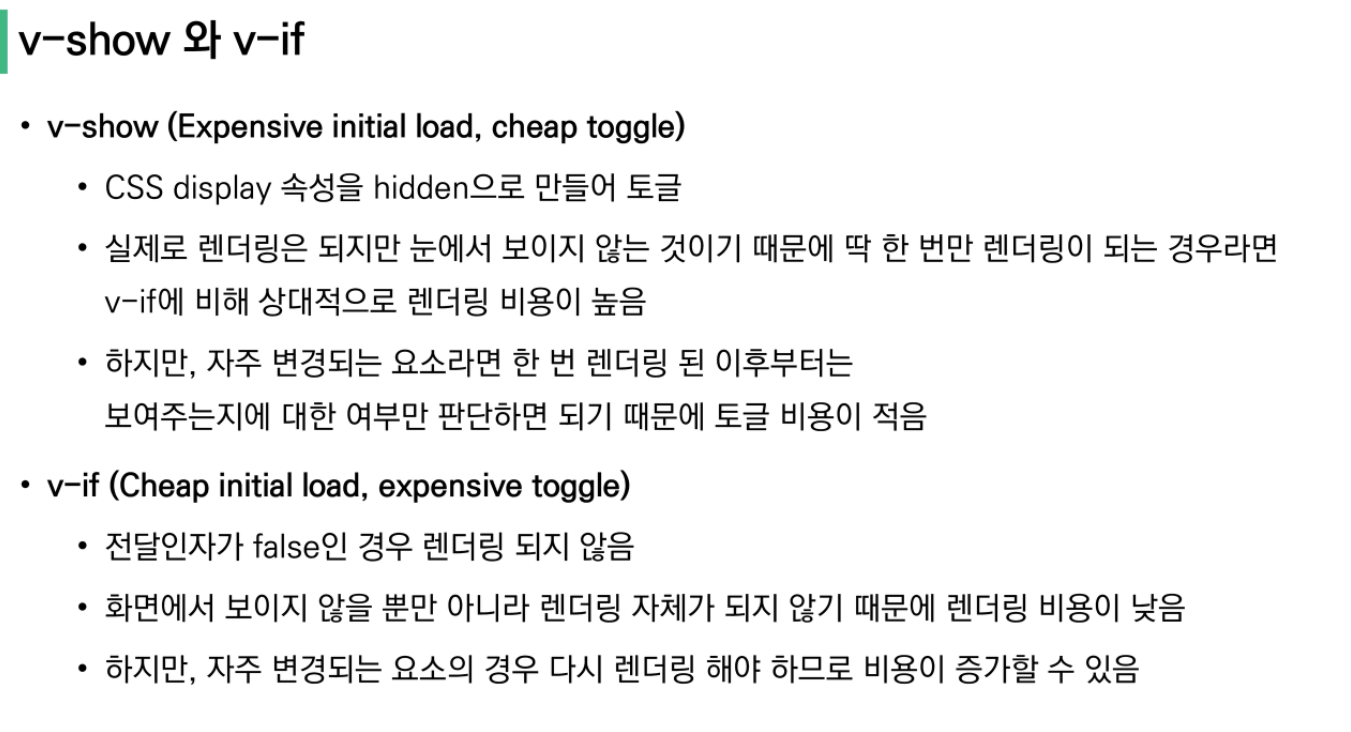 v-show 와 v-if
• v-show (Expensive initial load, cheap toggle)
• CSS display 속성을 hidden으로 만들어 토글
• 실제로 렌더링은 되지만 눈에서 보이지 않는 것이기 때문에 딱 한 번만 렌더링이 되는 경우라면
v-if에 비해 상대적으로 렌더링 비용이 높음
• 하지만, 자주 변경되는 요소라면 한 번 렌더링 된 이후부터는
보여주는지에 대한 여부만 판단하면 되기 때문에 토글 비용이 적음
• v-if (Cheap initial load, expensive toggle)
• 전달인자가 false인 경우 렌더링 되지 않음
• 화면에서 보이지 않을 뿐만 아니라 렌더링 자체가 되지 않기 때문에 렌더링 비용이 낮음
• 하지만, 자주 변경되는 요소의 경우 다시 렌더링 해야 하므로 비용이 증가할 수 있음